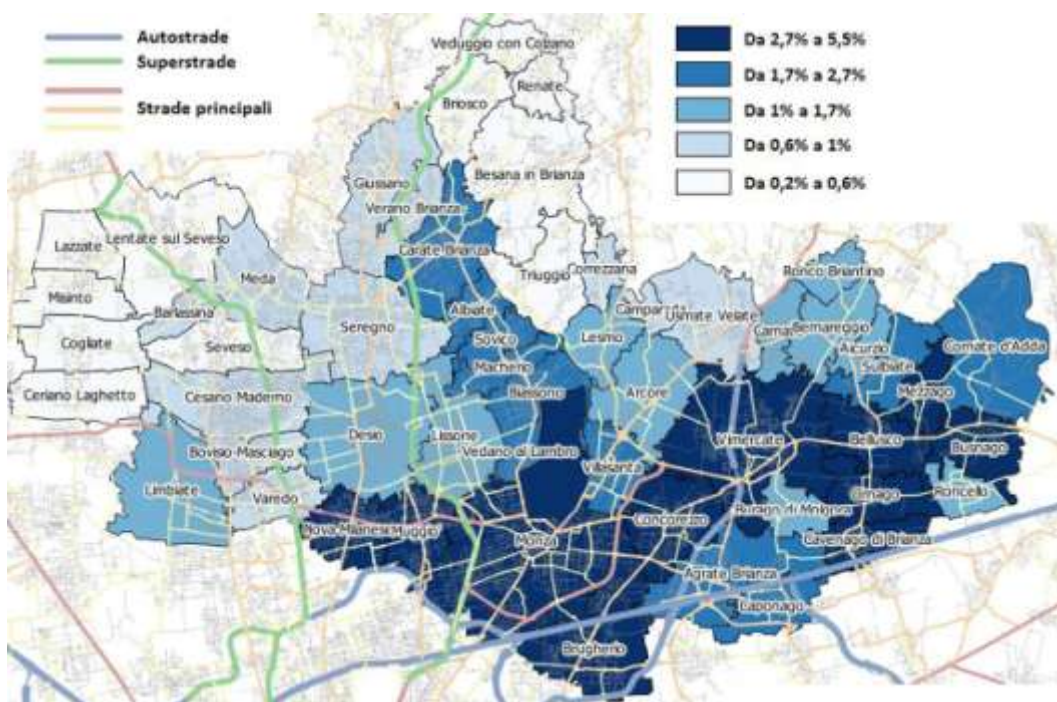 Autostrade
Superstrade
Strade principali
Da 2,7% a 5,5%
Da 1,7% a 2,7%
Da 1% a 1,7%
Da 0,6% a 1%
Da 0,2% a 0,6%
Veduggio con Colzano
Renate
Briosco
Besana in Brianza
Giussano
Verano Brianza
Carate Brianza
Triuggio
Correzzana
Lazzate
Lentate sul Seveso
Meda
Misinto
Barlassina
Cogliate
Seveso
Seregno
Albiate
Sovico
Macherio
Lesmo
Camparada
Usmate Velate
Ronco Briantino
Bernareggio
Aicurzio
Sulbiate
Cornate d'Adda
Mezzago
Ceriano Laghetto
Cesano Maderno
Biassono
Arcore
Desio
Lissone
Vedano al Lambro
Bovisio-Masciago
Limbiate
Varedo
Villasanta
Vimercate
Bellusco
Busnago
Ornago
Roncello
Nova Milanese
Muggiò
Monza
Concorezzo
Cavenago di Brianza
Agrate Brianza
Caponago
Brugherio